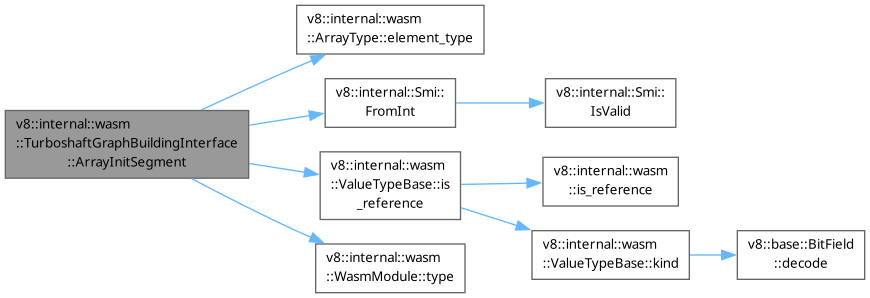 v8::internal::wasm
::TurboshaftGraphBuildingInterface
::ArrayInitSegment
v8::internal::wasm
::ArrayType::element_type
v8::internal::Smi::
FromInt
v8::internal::Smi::
IsValid
v8::internal::wasm
::ValueTypeBase::is
_reference
v8::internal::wasm
::is_reference
v8::internal::wasm
::ValueTypeBase::kind
v8::base::BitField
::decode
v8::internal::wasm
::WasmModule::type